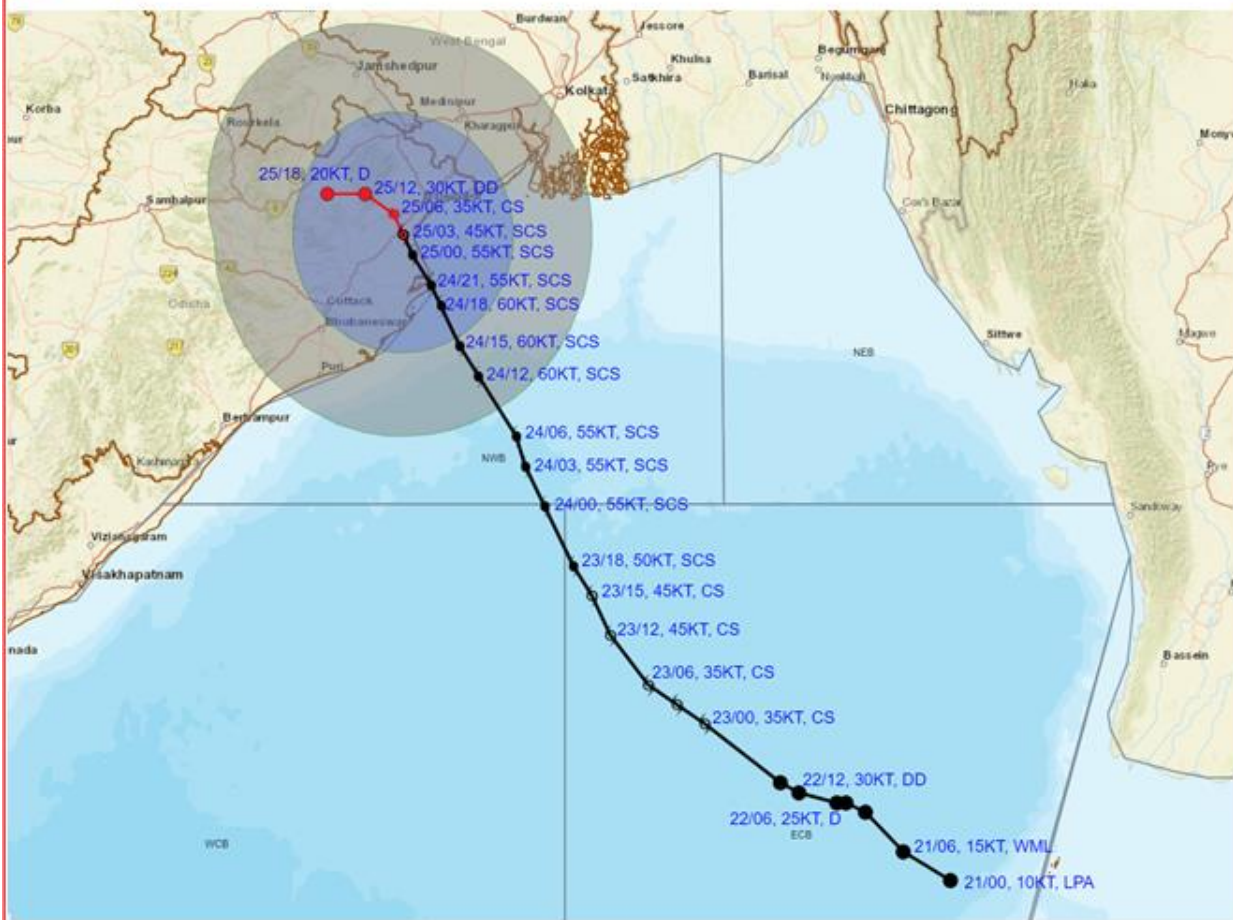 Burdwan
Jessore
West Bengal
Begumganj
Khulna
Jamshedpur
Satkhira
Barisal
Noakhali
Haka
Korba
Kolkata
Medinipur
Chittagong
Rourkela
Kharagpur
25/18, 20KT, D
25/12, 30KT, DD
Sambalpur
25/06, 35KT, CS
Cox's Bazar
25/03, 45KT, SCS
25/00, 55KT, SCS
224
24/21, 55KT, SCS
Odisha
Cuttack
24/18, 60KT, SCS
Bhubaneswar
Sittwe
Magwe
24/15, 60KT, SCS
NEB
Puri
24/12, 60KT, SCS
24/06, 55KT, SCS
NWB
24/03, 55KT, SCS
Pye
24/00, 55KT, SCS
Sandoway
Vizianagaram
23/18, 50KT, SCS
Visakhapatnam
23/15, 45KT, CS
23/12, 45KT, CS
nada
Bassein
23/06, 35KT, CS
23/00, 35KT, CS
22/12, 30KT, DD
22/06, 25KT, D
ECB
WCB
21/06, 15KT, WML
21/00, 10KT, LPA